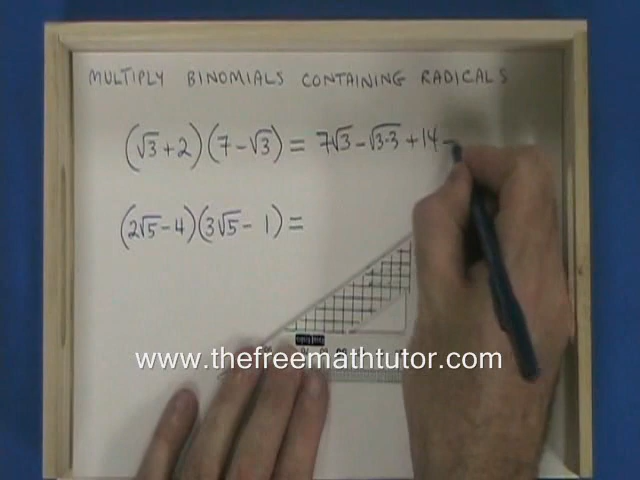 MULTIPLY BINOMIALS CONTAINING RADICALS
(√3 + 2)(7 - √3) = 7√3 - √3·3 + 14 -
(2√5 - 4)(3√5 - 1) =
www.thefreemathtutor.com